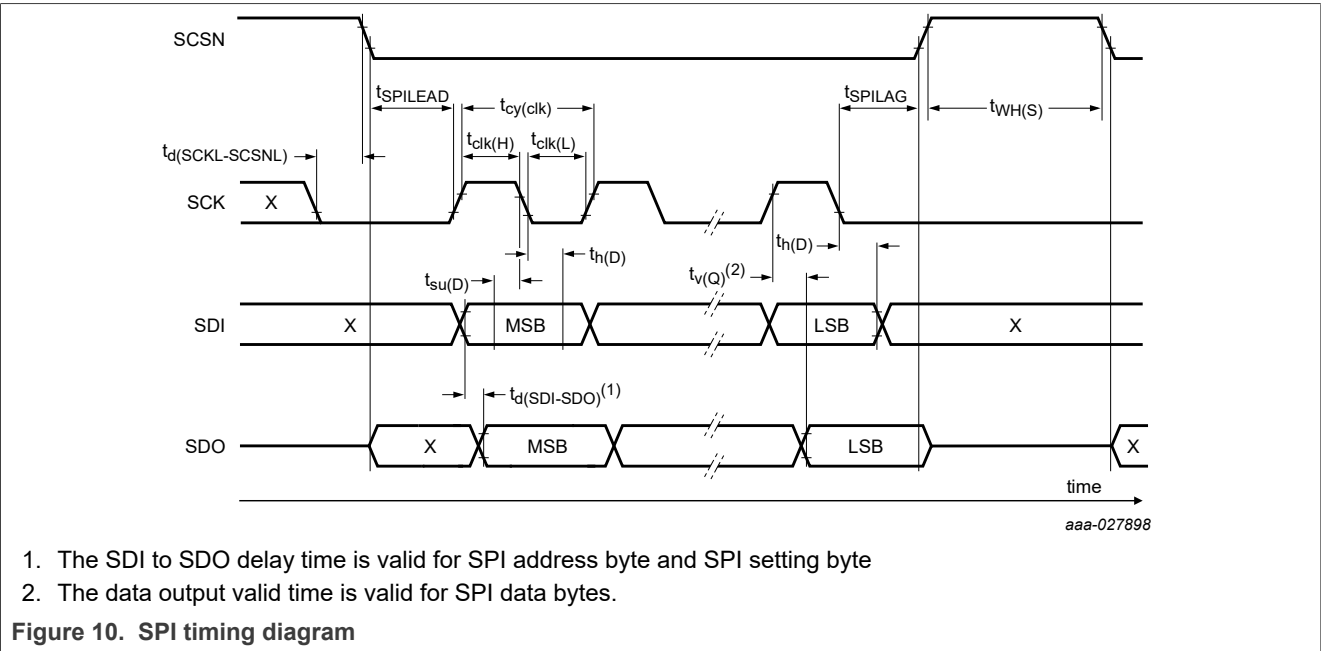 SCSN
tSPILEAD
tcy(clk)
tSPILAG
tWH(S)
td(SCKL-SCSNL)
tclk(H)
tclk(L)
SCK
X
th(D)
th(D)
tsu(D)
tv(Q)(2)
SDI
X
MSB
LSB
X
td(SDI-SDO)(1)
SDO
X
MSB
LSB
X
time
aaa-027898
1. The SDI to SDO delay time is valid for SPI address byte and SPI setting byte
2. The data output valid time is valid for SPI data bytes.
Figure 10. SPI timing diagram